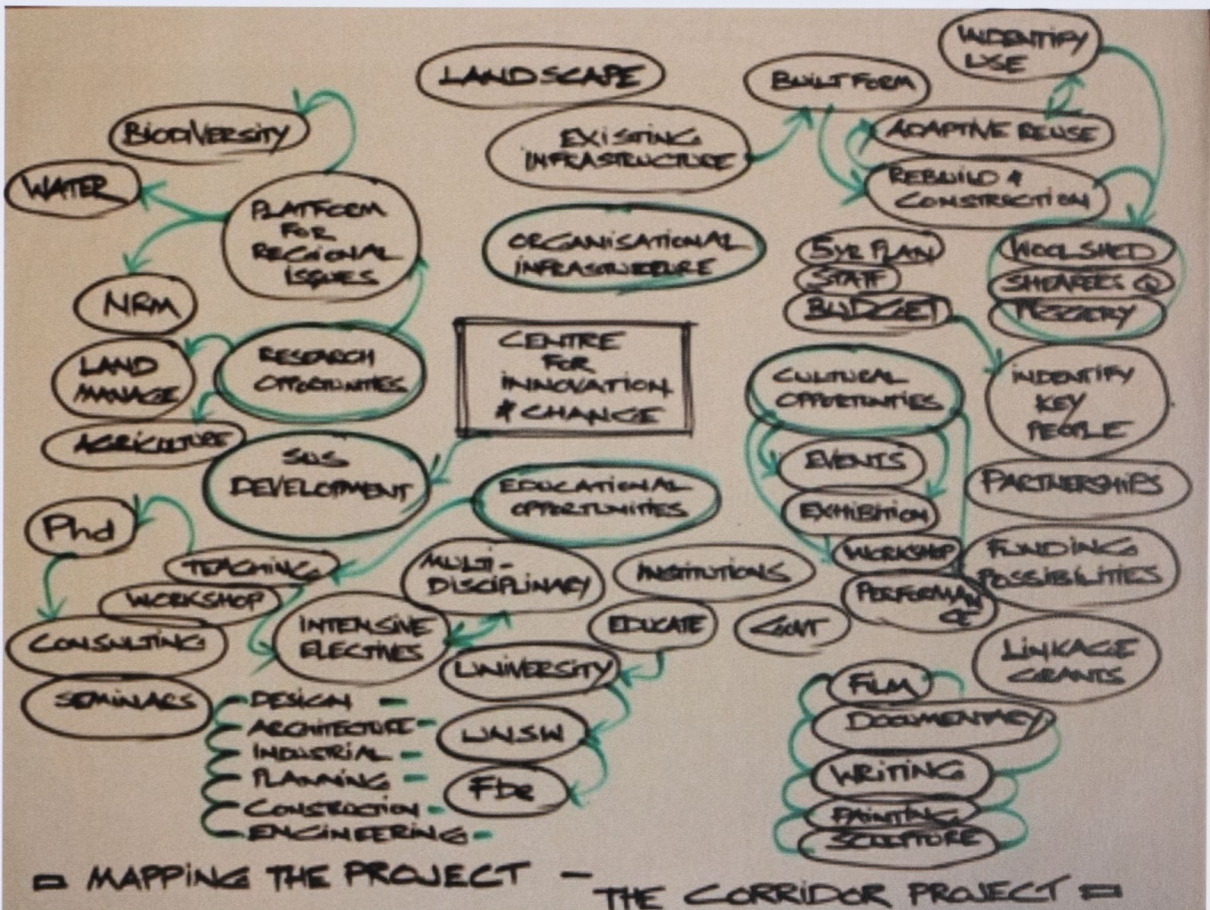 LANDSCAPE
BUILT FORM
INDENTIFY
USE
BIODIVERSITY
EXISTING
INFRASTRUCTURE
ADAPTIVE REUSE
WATER
REBUILD &
CONSTRUCTION
PLATFORM
FOR
REGIONAL
ISSUES
ORGANISATIONAL
5YR PLAN
STAFF
BUDGET
WOOLSHED
SHEARERS Q
NRM
LAND
MANAGE
RESEARCH
OPPORTUNITIES
AGRICULTURE
CENTRE
FOR
INNOVATION
& CHANGE
CULTURAL
OPPORTUNITIES
INDENTIFY
KEY
PEOPLE
SUS
DEVELOPMENT
EDUCATIONAL
OPPORTUNITIES
EVENTS
EXHIBITION
WORKSHOP
PERFORMAN
CE
PARTNERSHIPS
FUNDING
POSSIBILITIES
LINKAGE
GRANTS
Phd
TEACHING
WORKSHOP
CONSULTING
SEMINARS
MULTI-
DISCIPLINARY
INSTITUTIONS
INTENSIVE
ELECTIVES
EDUCATE
GOVT
UNIVERSITY
UNSW
FBE
DESIGN
ARCHITECTURE
INDUSTRIAL
PLANNING
CONSTRUCTION
ENGINEERING
FILM
DOCUMENTARY
WRITING
PAINTING
SCULPTURE
MAPPING THE PROJECT - THE CORRIDOR PROJECT